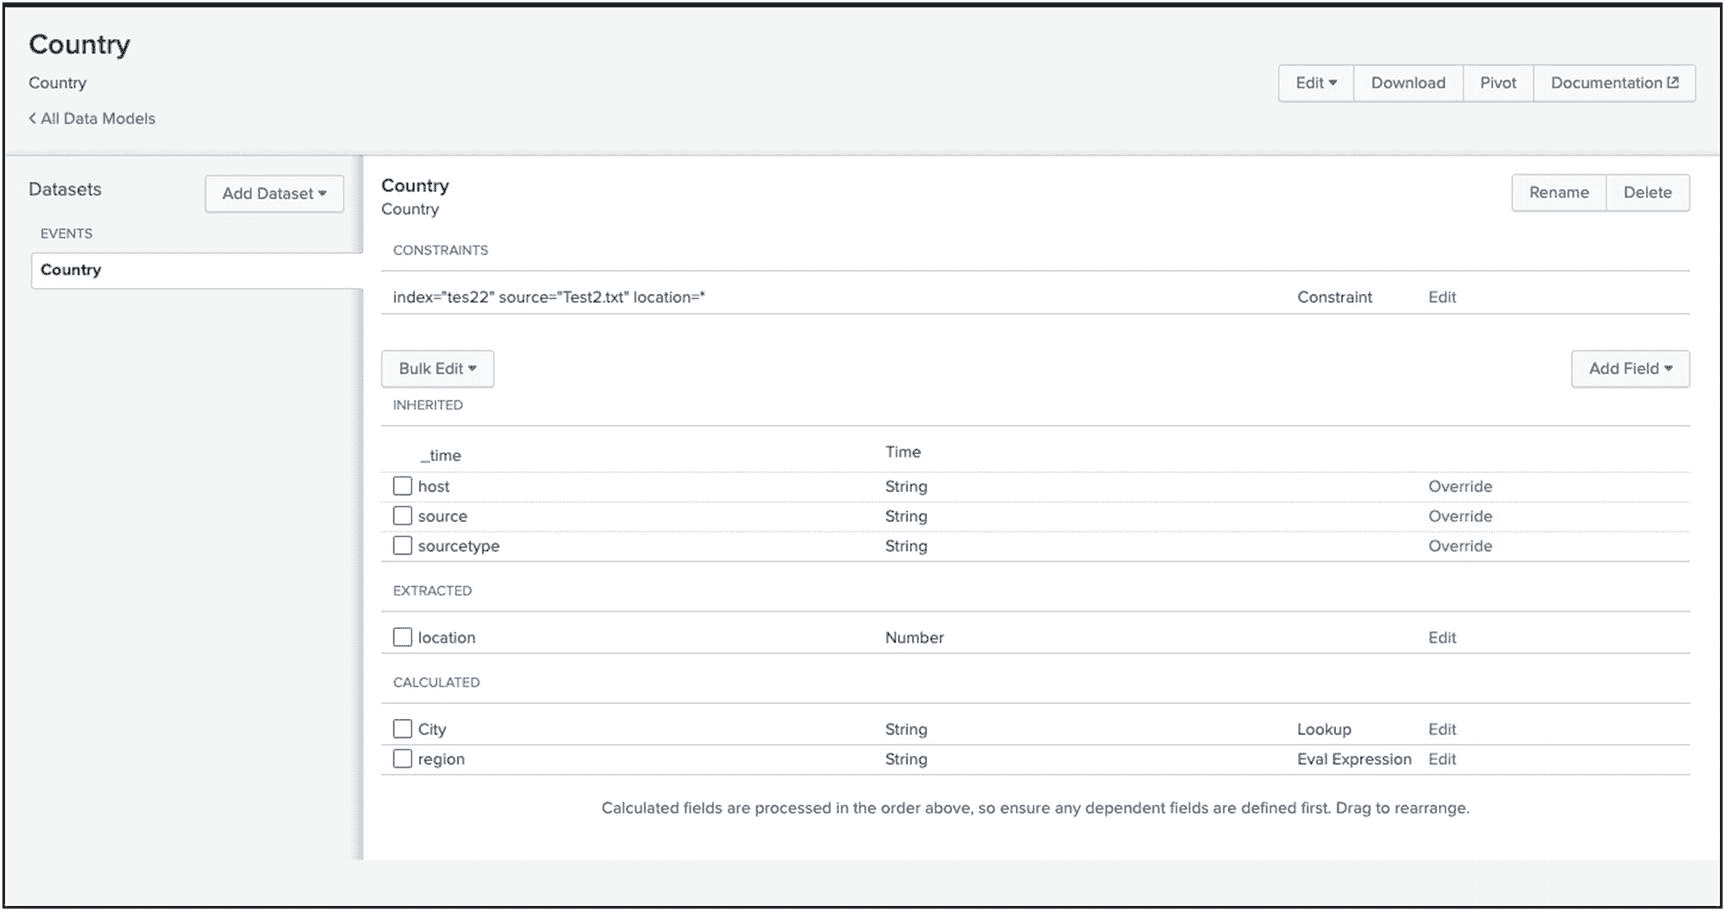 Country
Country
< All Data Models
Edit Download Pivot Documentation
Datasets
Add Dataset
EVENTS
Country
Country
Country
Rename Delete
CONSTRAINTS
index="tes22" source="Test2.txt" location=* Constraint Edit
Bulk Edit Add Field
INHERITED
_time Time
host String Override
source String Override
sourcetype String Override
EXTRACTED
location Number Edit
CALCULATED
City String Lookup Edit
region String Eval Expression Edit
Calculated fields are processed in the order above, so ensure any dependent fields are defined first. Drag to rearrange.